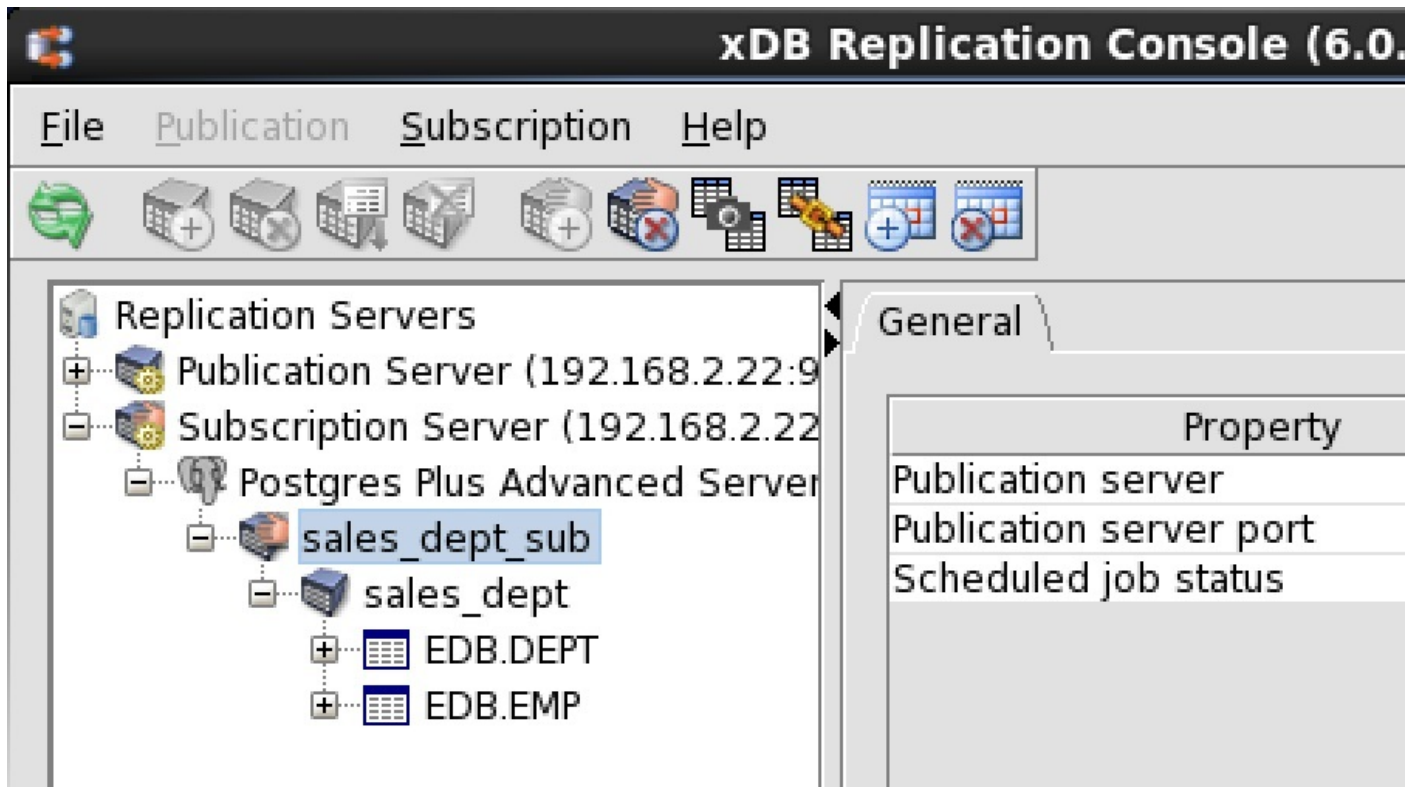 xDB Replication Console (6.0.
File Publication Subscription Help
Replication Servers
Publication Server (192.168.2.22:9
Subscription Server (192.168.2.22
Postgres Plus Advanced Server
sales_dept_sub
sales_dept
EDB.DEPT
EDB.EMP
General
Property
Publication server
Publication server port
Scheduled job status